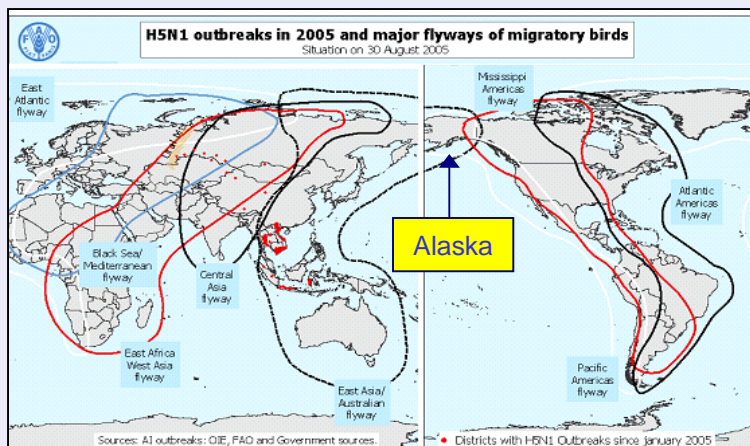 FAO
H5N1 outbreaks in 2005 and major flyways of migratory birds
Situation on 30 August 2005
East
Atlantic
flyway
Mississippi
Americas
flyway
Atlantic
Americas
flyway
Alaska
Black Sea/
Mediterranean
flyway
Central
Asia
flyway
East Africa
West Asia
flyway
East Asia/
Australian
flyway
Pacific
Americas
flyway
Sources: AI outbreaks: OIE, FAO and Government sources.
Districts with H5N1 Outbreaks since January 2005